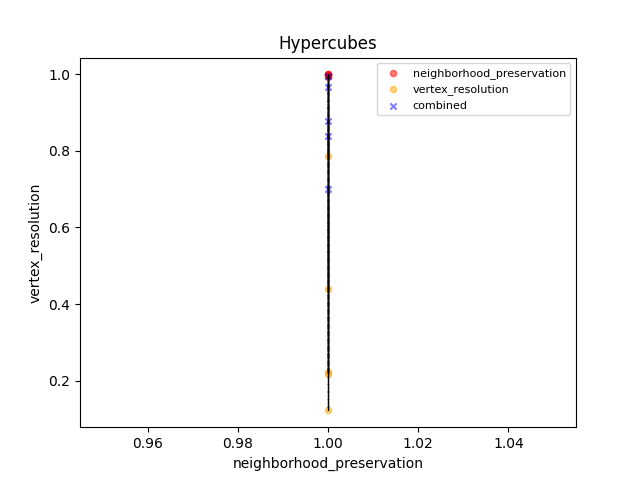 Hypercubes
neighborhood_preservation
vertex_resolution
combined
1.0
0.8
0.6
0.4
0.2
vertex_resolution
0.96
0.98
1.00
1.02
1.04
neighborhood_preservation